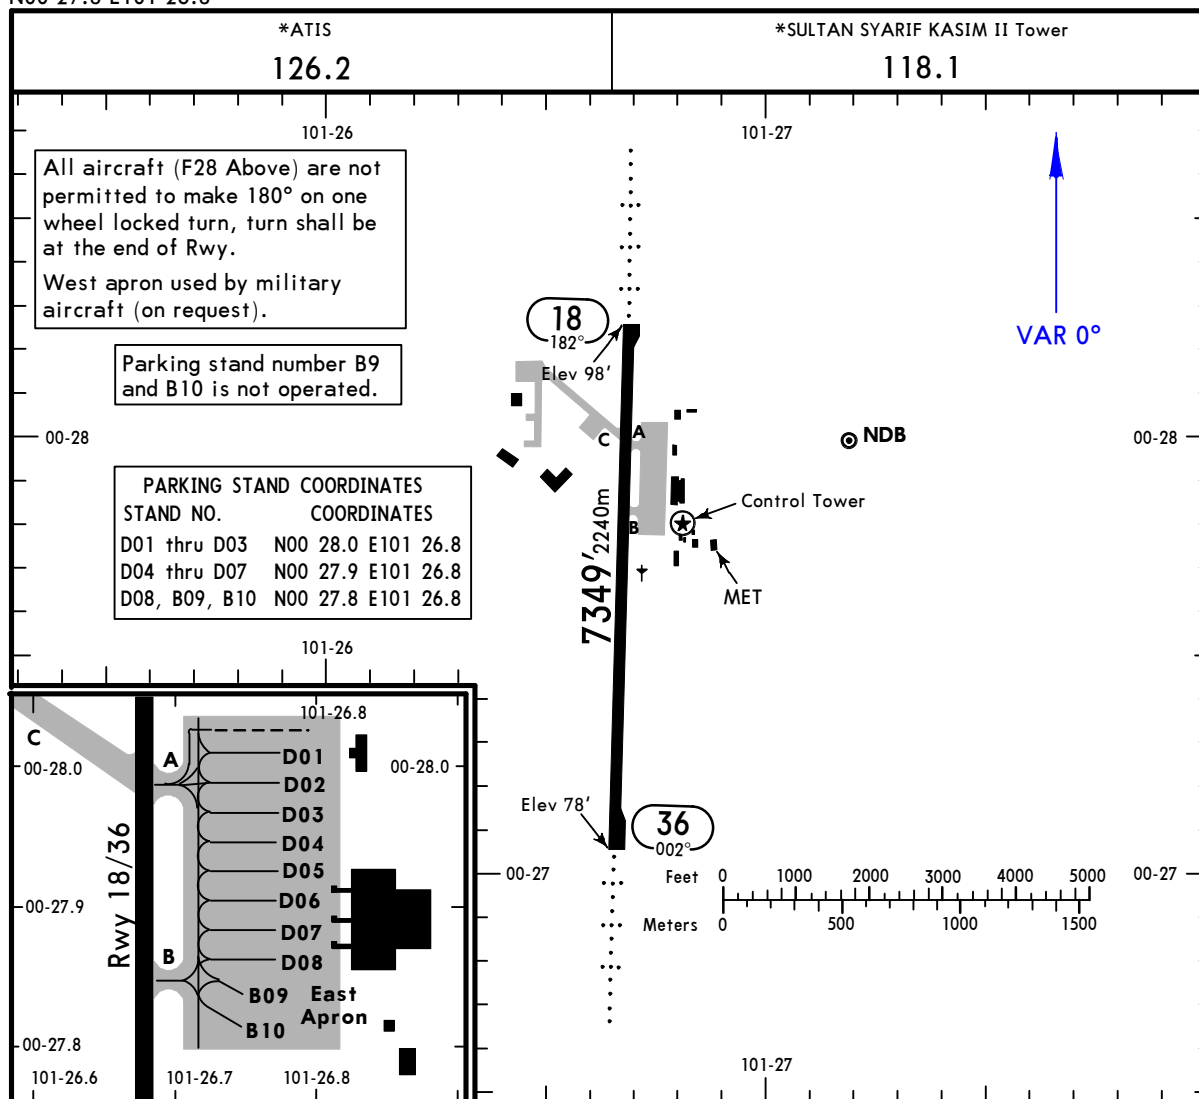 *ATIS
126.2
*SULTAN SYARIF KASIM II Tower
118.1
101-26
101-27
All aircraft (F28 Above) are not
permitted to make 180° on one
wheel locked turn, turn shall be
at the end of Rwy.
West apron used by military
aircraft (on request).
Parking stand number B9
and B10 is not operated.
18
182°
Elev 98'
VAR 0°
00-28
C
A
NDB
00-28
PARKING STAND COORDINATES
STAND NO. COORDINATES
D01 thru D03 N00 28.0 E101 26.8
D04 thru D07 N00 27.9 E101 26.8
D08, B09, B10 N00 27.8 E101 26.8
B
Control Tower
MET
7349' 2240m
101-26
Elev 78'
36
002°
00-27
00-27
Feet 0 1000 2000 3000 4000 5000
Meters 0 500 1000 1500
101-27
101-26.8
C
A
00-28.0
00-28.0
D01
D02
D03
D04
D05
D06
D07
D08
B09
B10
East
Apron
Rwy 18/36
B
00-27.9
00-27.9
00-27.8
00-27.8
101-26.6
101-26.7
101-26.8